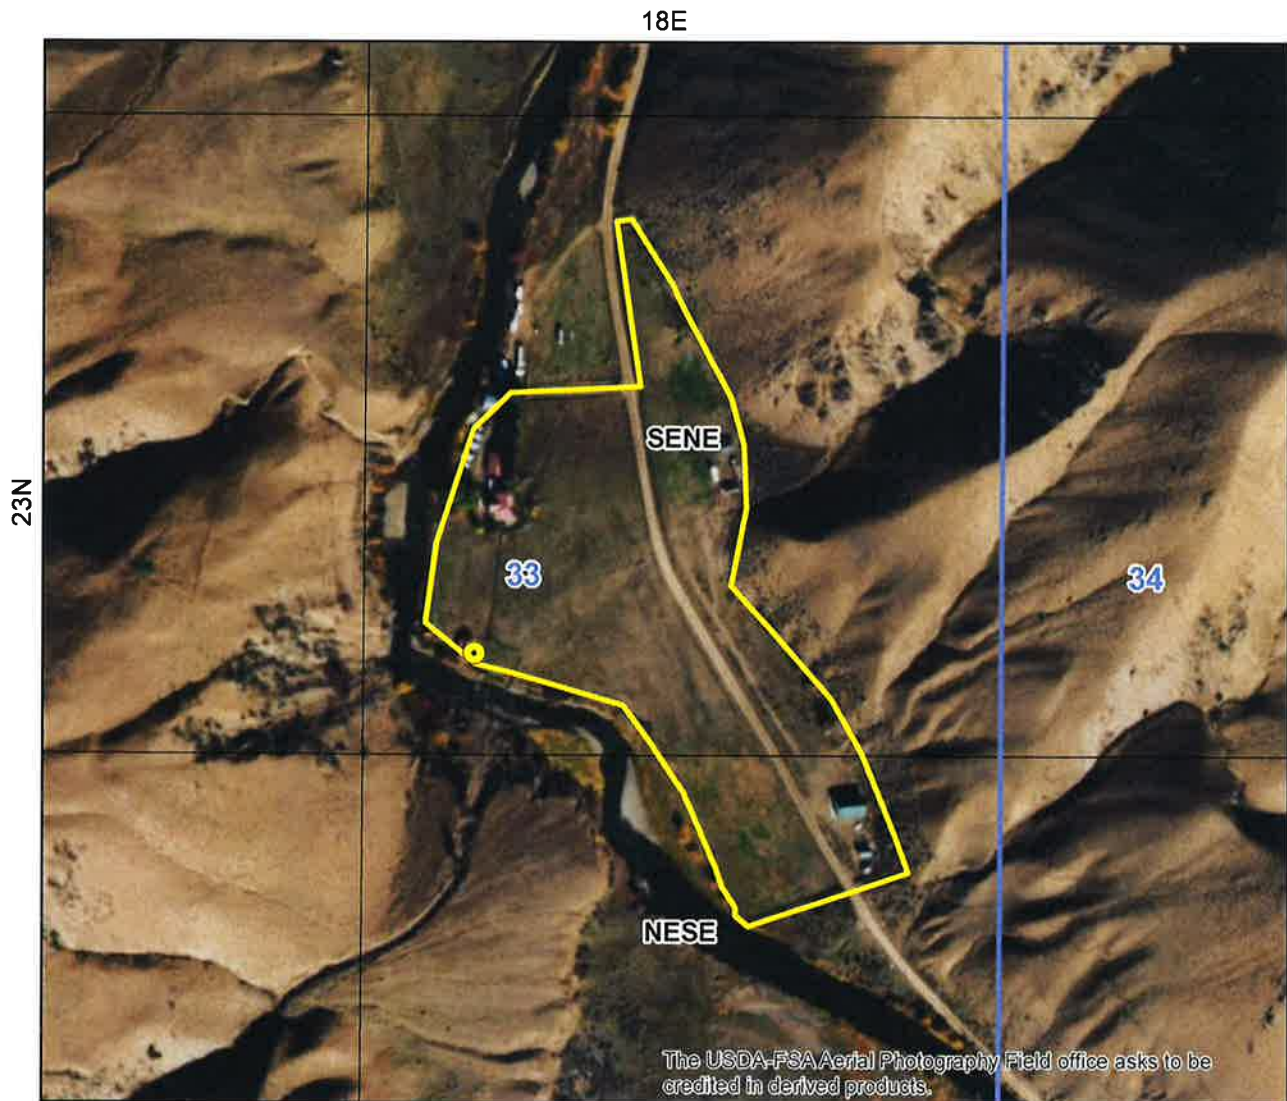 18E
23N
SENE
33
34
NESE
The USDA-FSA Aerial Photography Field office asks to be
credited in derived products.